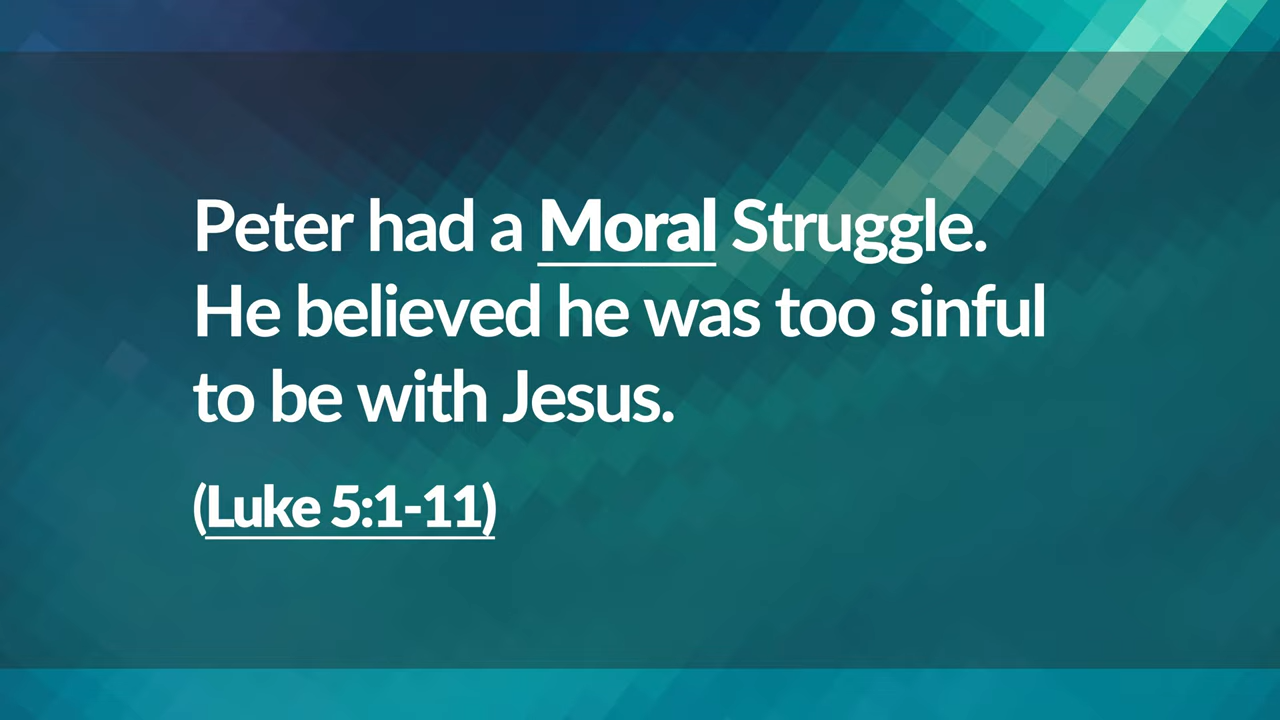 Peter had a Moral Struggle.
He believed he was too sinful
to be with Jesus.
(Luke 5:1-11)